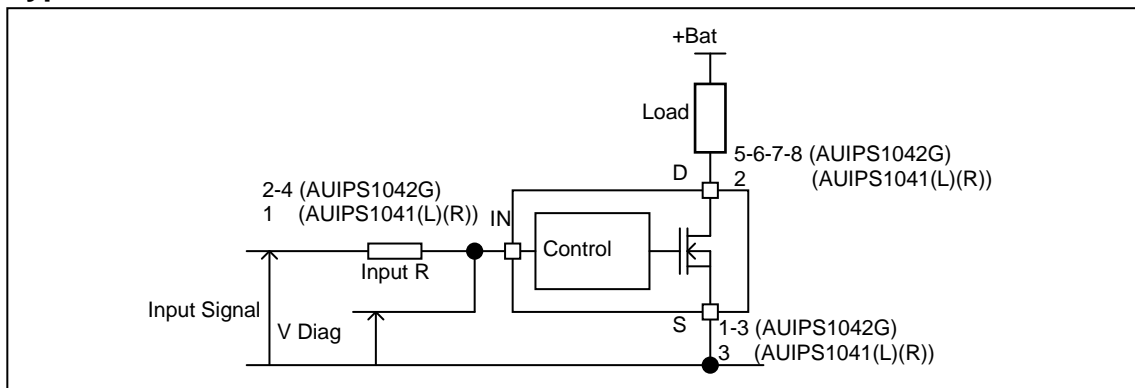 +Bat
Load
5-6-7-8 (AUIPS1042G)
D 2 (AUIPS1041(L)(R))
2-4 (AUIPS1042G)
1 (AUIPS1041(L)(R))
IN
Control
Input R
Input Signal
V Diag
S
1-3 (AUIPS1042G)
3 (AUIPS1041(L)(R))